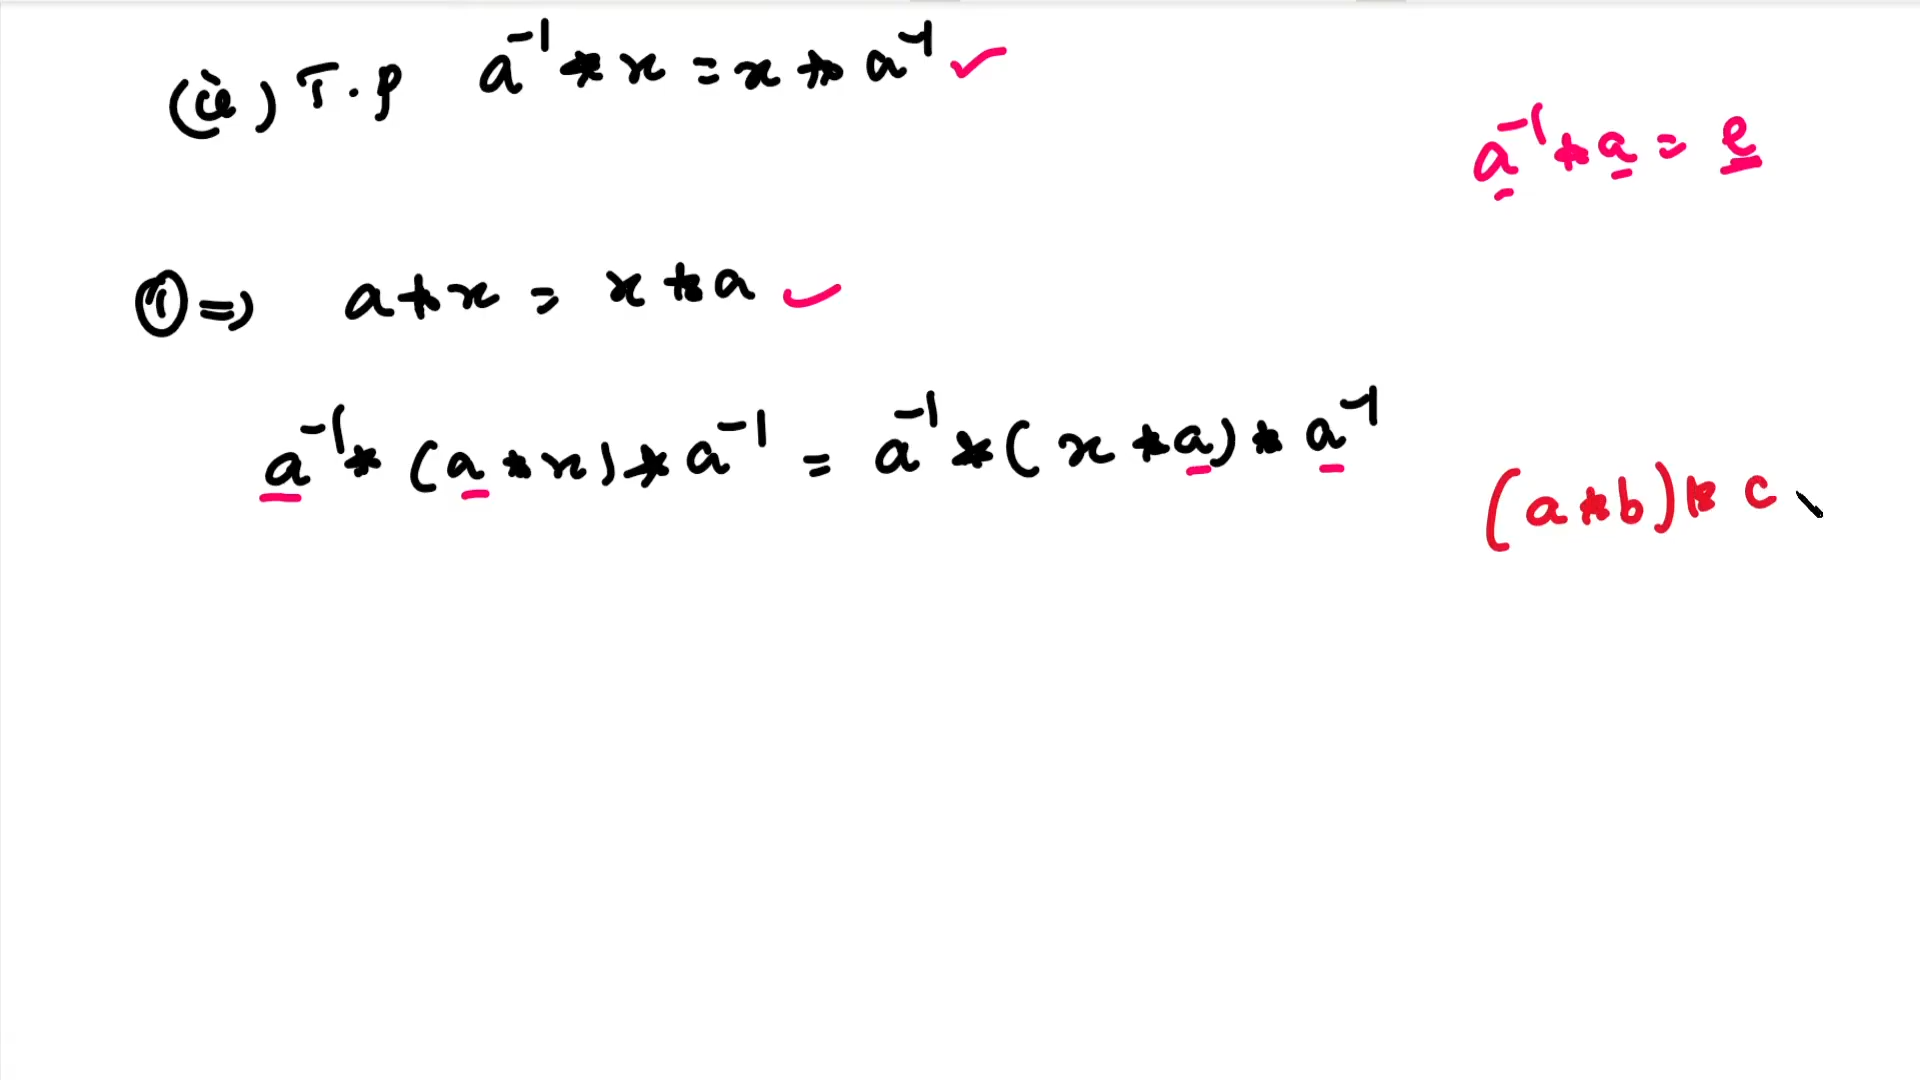 (ii) T.P a⁻¹ * x = x * a⁻¹ ✓
a⁻¹ * a = e
① ⇒ a * x = x * a ✓
a⁻¹ * (a * x) * a⁻¹ = a⁻¹ * (x * a) * a⁻¹
(a * b) * c